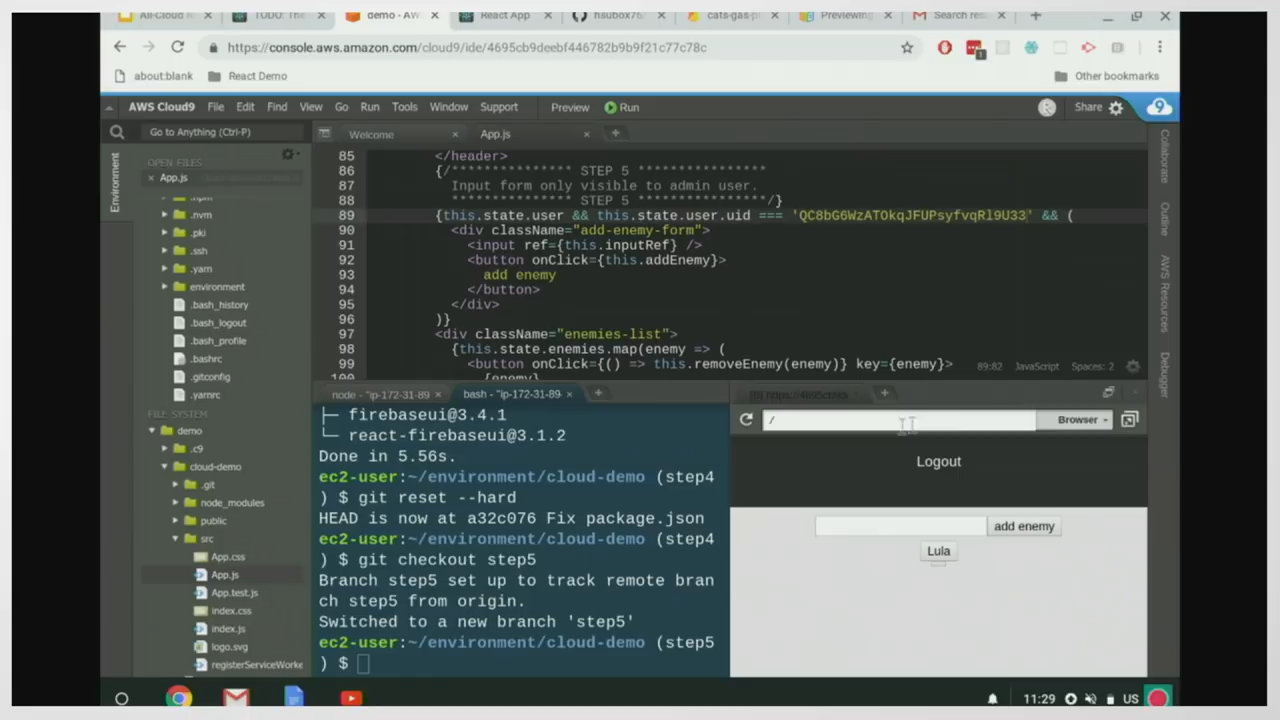 All-Cloud R
TODO: The
demo - AW
React App
hsubox76
cats-gas-p
Previewing
Search res
https://console.aws.amazon.com/cloud9/ide/4695cb9deebf446782b9b9f21c77c78c
1
about:blank
React Demo
Other bookmarks
AWS Cloud9 File Edit Find View Go Run Tools Window Support Preview Run
R
Share
9
Go to Anything (Ctrl-P)
Welcome
App.js
Environment
OPEN FILES
App.js
.npm
.nvm
.pki
.ssh
.yarn
environment
.bash_history
.bash_logout
.bash_profile
.bashrc
.gitconfig
.yarnrc
FILE SYSTEM
demo
.c9
cloud-demo
.git
node_modules
public
src
App.css
App.js
App.test.js
index.css
index.js
logo.svg
registerServiceWorke
85 </header>
86 {/*************** STEP 5 ****************
87 Input form only visible to admin user.
88 *************** STEP 5 ****************/}
89 {this.state.user && this.state.user.uid === 'QC8bG6WzATOkqJFUPsyfvqRl9U33' && (
90 <div className="add-enemy-form">
91 <input ref={this.inputRef} />
92 <button onClick={this.addEnemy}>
93 add enemy
94 </button>
95 </div>
96 )}
97 <div className="enemies-list">
98 {this.state.enemies.map(enemy => (
99 <button onClick={() => this.removeEnemy(enemy)} key={enemy}>
100 {enemy}
89:82 JavaScript Spaces: 2
Collaborate
Outline
AWS Resources
Debugger
node - "ip-172-31-89
bash - "ip-172-31-89
├─ firebaseui@3.4.1
└─ react-firebaseui@3.1.2
Done in 5.56s.
ec2-user:~/environment/cloud-demo (step4
) $ git reset --hard
HEAD is now at a32c076 Fix package.json
ec2-user:~/environment/cloud-demo (step4
) $ git checkout step5
Branch step5 set up to track remote bran
ch step5 from origin.
Switched to a new branch 'step5'
ec2-user:~/environment/cloud-demo (step5
) $
/
Browser
Logout
add enemy
Lula
11:29
US